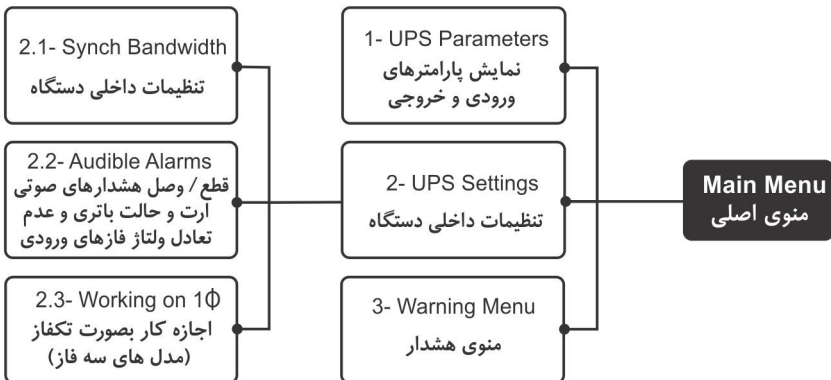 Main Menu
منوی اصلی
1- UPS Parameters
نمایش پارامترهای
ورودی و خروجی
2- UPS Settings
تنظیمات داخلی دستگاه
3- Warning Menu
منوی هشدار
2.1- Synch Bandwidth
تنظیمات داخلی دستگاه
2.2- Audible Alarms
قطع / وصل هشدارهای صوتی
ارت و حالت باتری و عدم
تعادل ولتاژ فازهای ورودی
2.3- Working on 1Φ
اجازه کار بصورت تکفاز
(مدل های سه فاز)